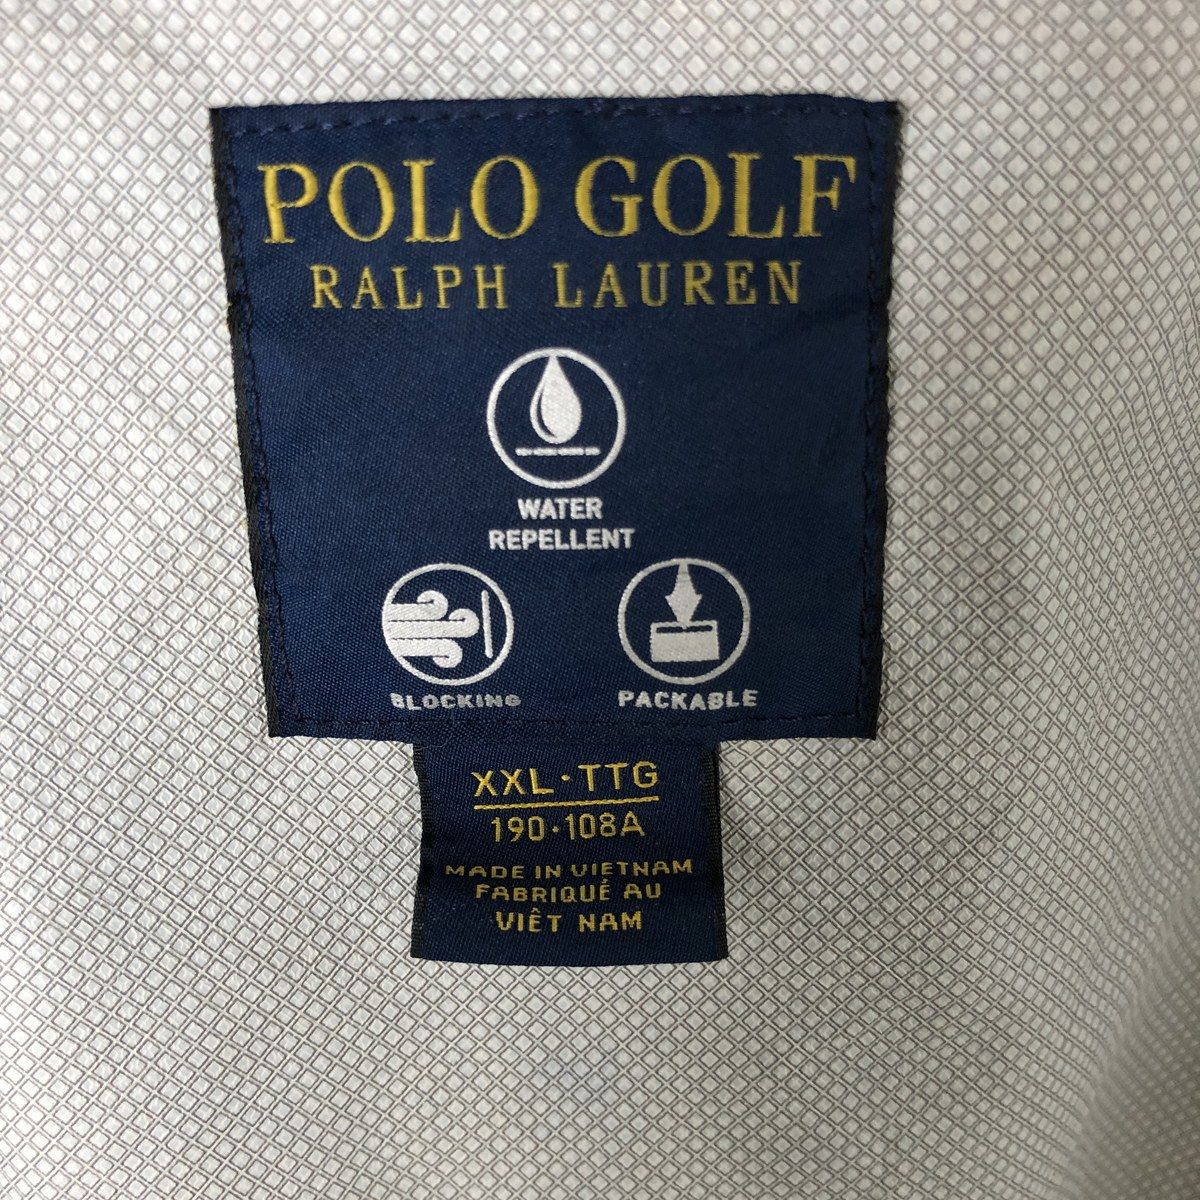 POLO GOLF
RALPH LAUREN
WATER
REPELLENT
BLOCKING
PACKABLE
XXL·TTG
190·108A
MADE IN VIETNAM
FABRIQUÉ AU
VIÊT NAM